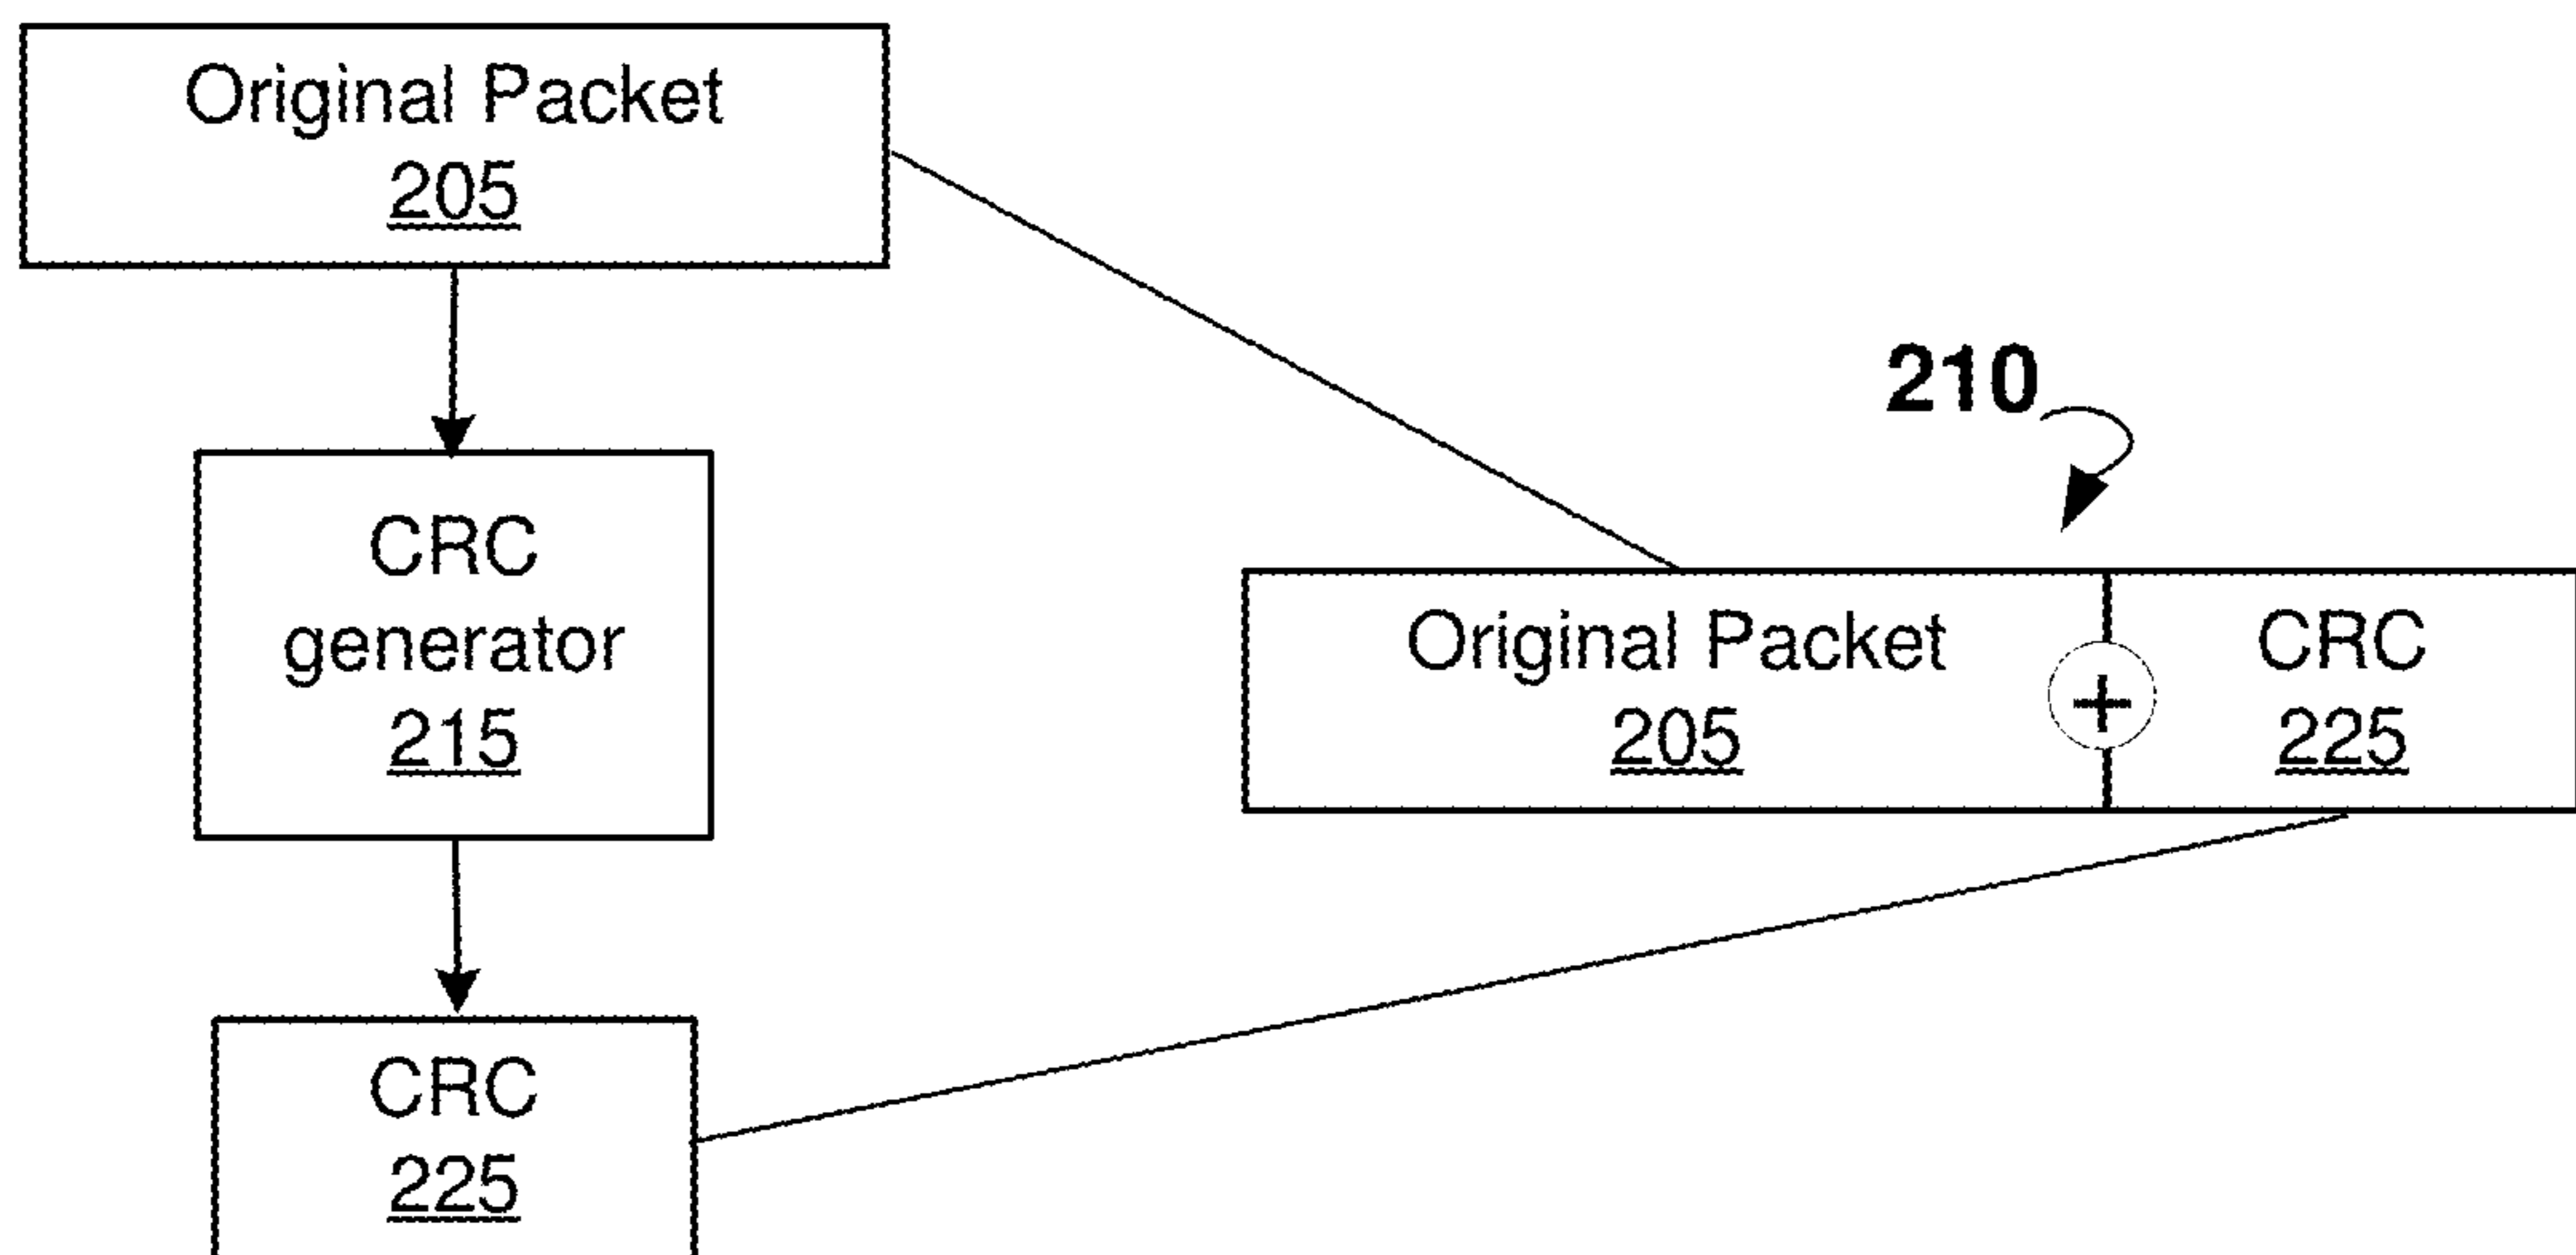 Original Packet
205
210
CRC
generator
215
Original Packet
205
+
CRC
225
CRC
225